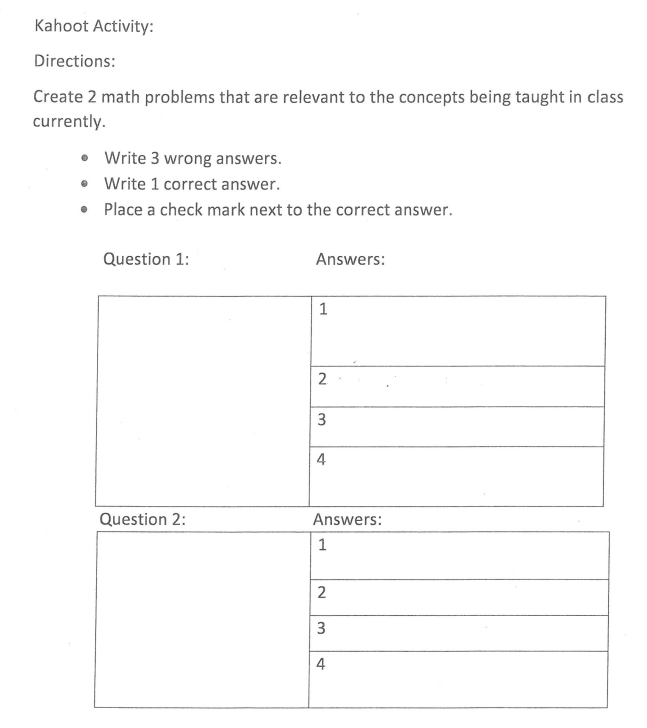 Kahoot Activity:
Directions:
Create 2 math problems that are relevant to the concepts being taught in class
currently.
• Write 3 wrong answers.
• Write 1 correct answer.
• Place a check mark next to the correct answer.
Question 1: Answers:
1
2
3
4
Question 2: Answers:
1
2
3
4